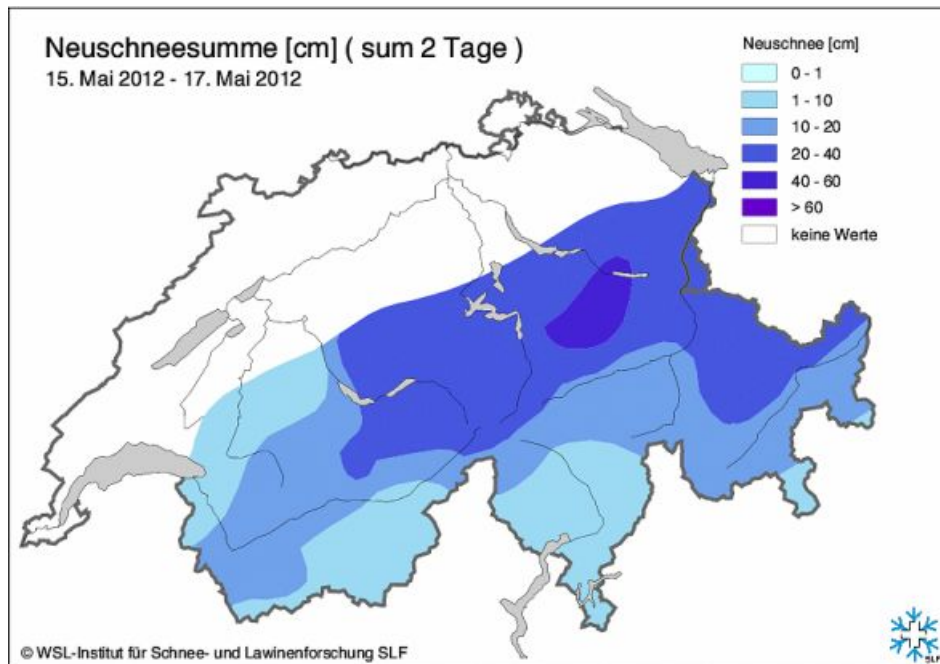 Neuschneesumme [cm] ( sum 2 Tage )
15. Mai 2012 - 17. Mai 2012
Neuschnee [cm]
0 - 1
1 - 10
10 - 20
20 - 40
40 - 60
> 60
keine Werte
© WSL-Institut für Schnee- und Lawinenforschung SLF
SLF